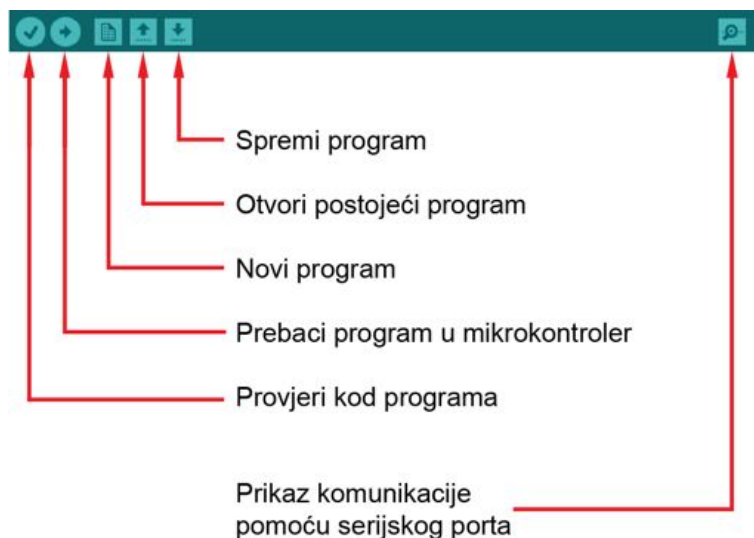 Spremi program
Otvori postojeći program
Novi program
Prebaci program u mikrokontroler
Provjeri kod programa
Prikaz komunikacije
pomoću serijskog porta